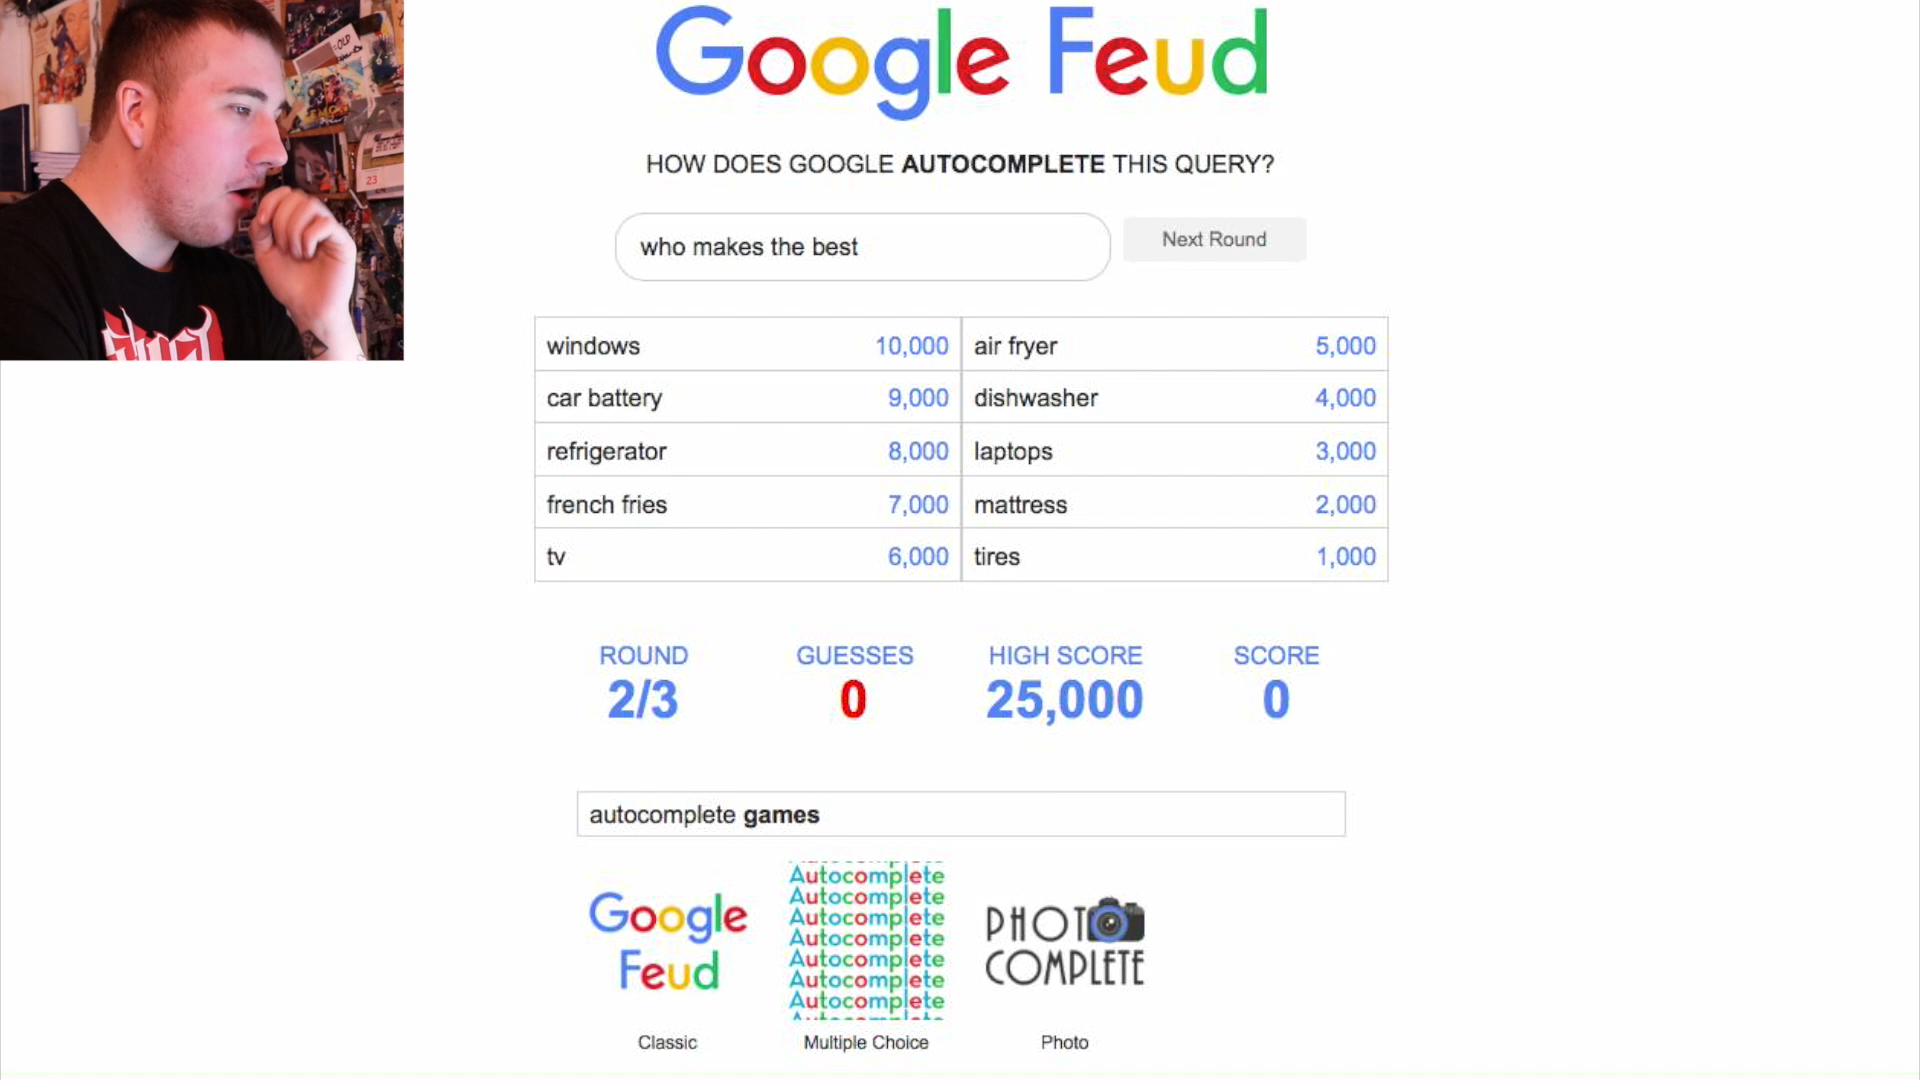 Google Feud
HOW DOES GOOGLE AUTOCOMPLETE THIS QUERY?
who makes the best
Next Round
windows 10,000 air fryer 5,000
car battery 9,000 dishwasher 4,000
refrigerator 8,000 laptops 3,000
french fries 7,000 mattress 2,000
tv 6,000 tires 1,000
ROUND GUESSES HIGH SCORE SCORE
2/3 0 25,000 0
autocomplete games
Google
Feud
Autocomplete
Autocomplete
Autocomplete
Autocomplete
Autocomplete
Autocomplete
Autocomplete
PHOTO
COMPLETE
Classic Multiple Choice Photo
23